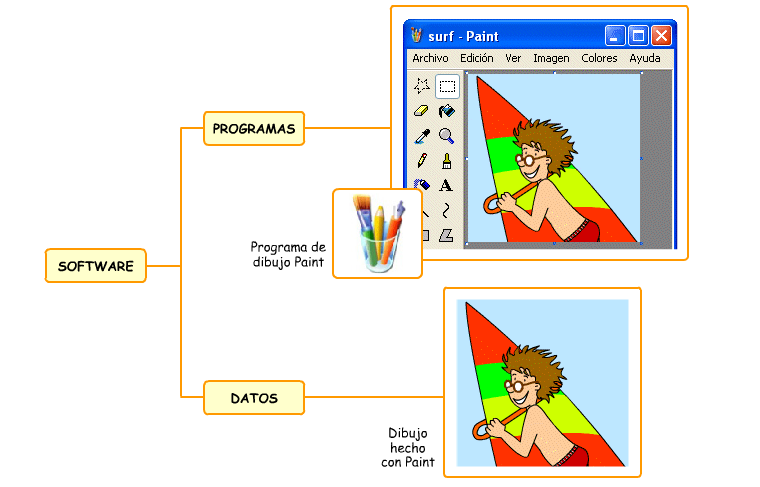 surf - Paint
Archivo Edición Ver Imagen Colores Ayuda
A
PROGRAMAS
Programa de
dibujo Paint
SOFTWARE
DATOS
Dibujo
hecho
con Paint